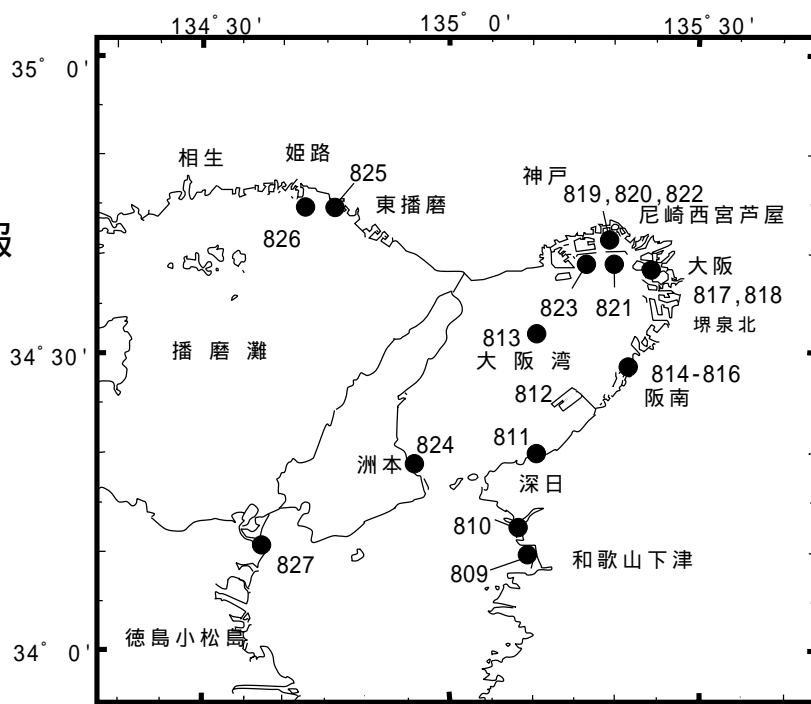 134° 30'
135° 0'
135° 30'
35° 0'
相生
姫路
825
神戸
819,820,822
東播磨
尼崎西宮芦屋
826
報
大阪
823
821
817,818
堺泉北
813
播磨灘
34° 30'
大阪湾
814-816
812
阪南
811
824
洲本
深日
810
和歌山下津
809
827
徳島小松島
34° 0'